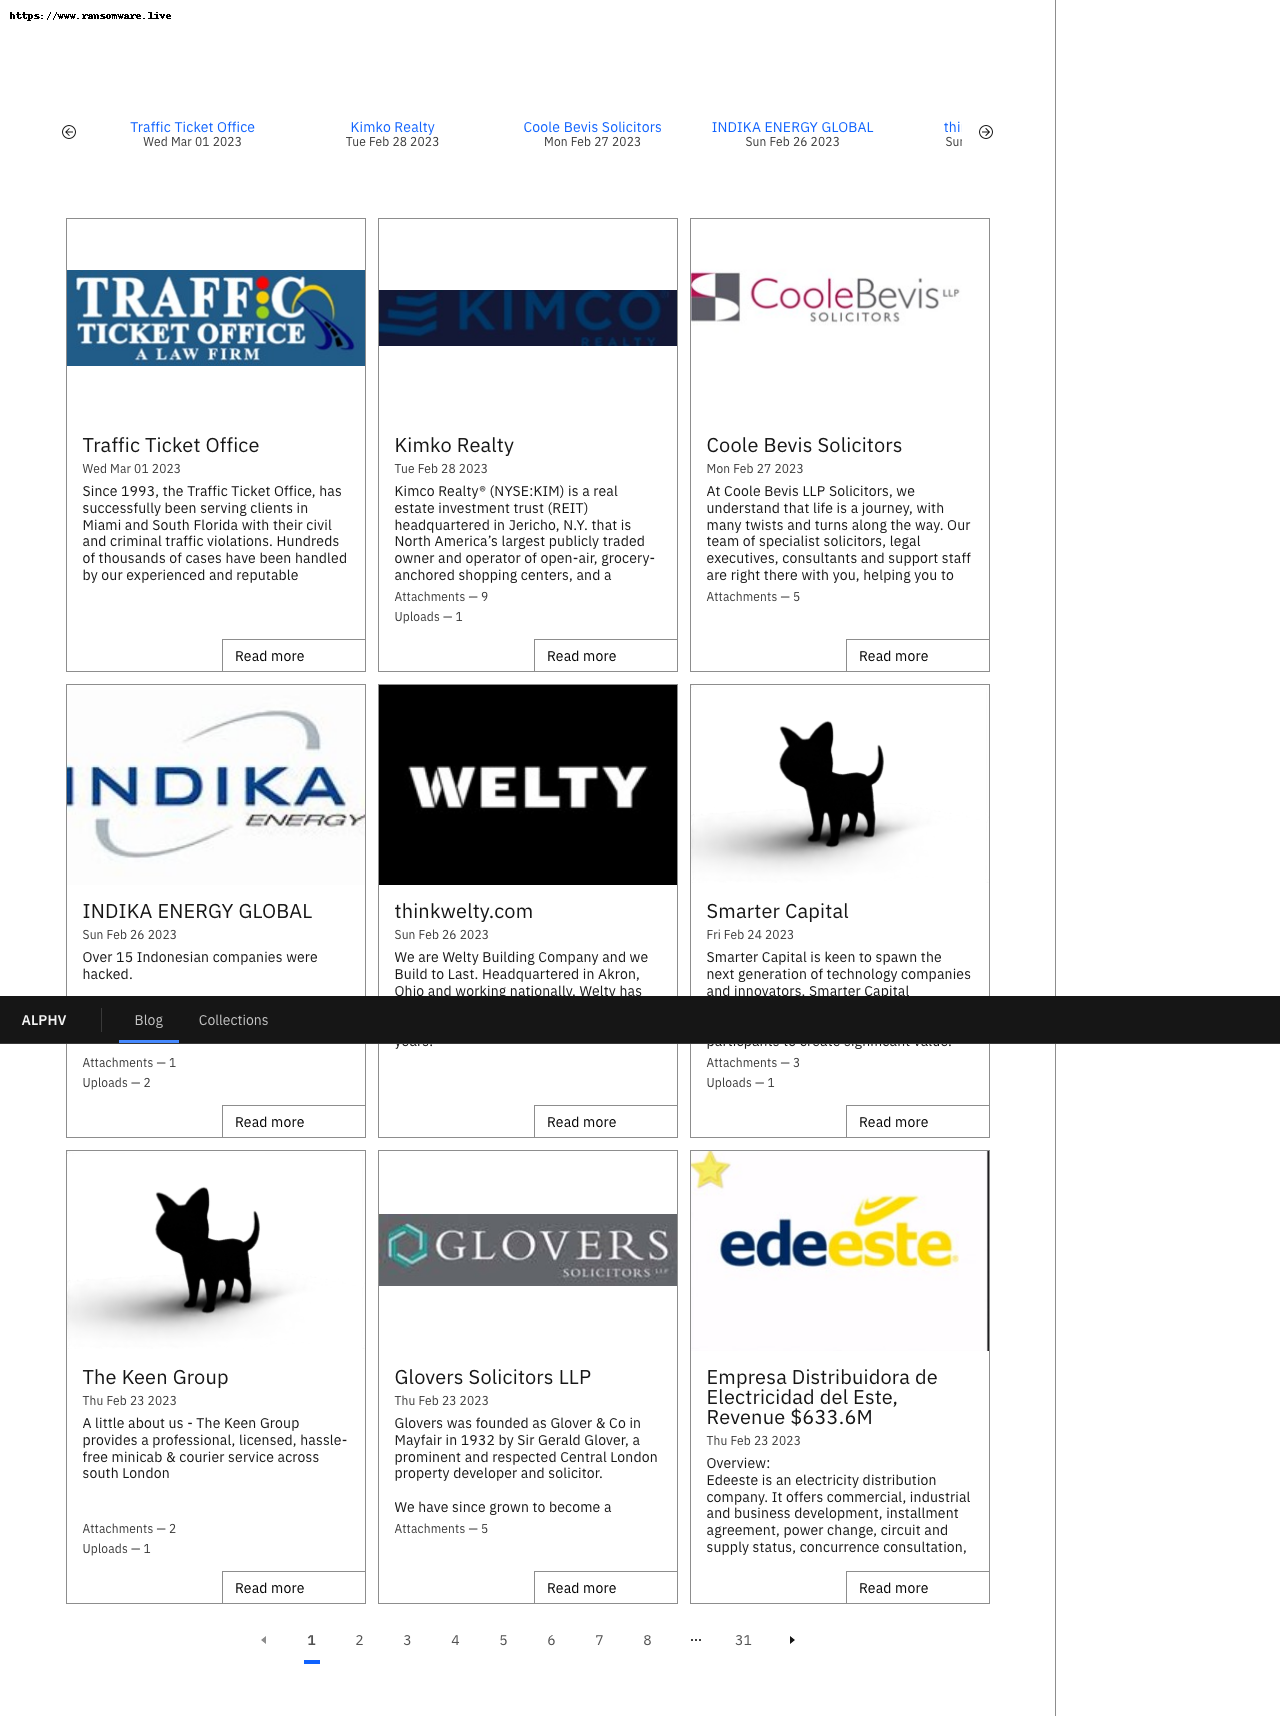 https://www.ransomware.live
Traffic Ticket Office
Wed Mar 01 2023
Kimko Realty
Tue Feb 28 2023
Coole Bevis Solicitors
Mon Feb 27 2023
INDIKA ENERGY GLOBAL
Sun Feb 26 2023
thi
Sun
TRAFFIC
TICKET OFFICE
A LAW FIRM
Traffic Ticket Office
Wed Mar 01 2023
Since 1993, the Traffic Ticket Office, has
successfully been serving clients in
Miami and South Florida with their civil
and criminal traffic violations. Hundreds
of thousands of cases have been handled
by our experienced and reputable
Read more
KIMCO
REALTY
Kimko Realty
Tue Feb 28 2023
Kimco Realty® (NYSE:KIM) is a real
estate investment trust (REIT)
headquartered in Jericho, N.Y. that is
North America’s largest publicly traded
owner and operator of open-air, grocery-
anchored shopping centers, and a
Attachments — 9
Uploads — 1
Read more
CooleBevis LLP
SOLICITORS
Coole Bevis Solicitors
Mon Feb 27 2023
At Coole Bevis LLP Solicitors, we
understand that life is a journey, with
many twists and turns along the way. Our
team of specialist solicitors, legal
executives, consultants and support staff
are right there with you, helping you to
Attachments — 5
Read more
INDIKA
ENERGY
INDIKA ENERGY GLOBAL
Sun Feb 26 2023
Over 15 Indonesian companies were
hacked.
Attachments — 1
Uploads — 2
Read more
WELTY
thinkwelty.com
Sun Feb 26 2023
We are Welty Building Company and we
Build to Last. Headquartered in Akron,
Ohio and working nationally, Welty has
years.
Read more
Smarter Capital
Fri Feb 24 2023
Smarter Capital is keen to spawn the
next generation of technology companies
and innovators. Smarter Capital
participants to create significant value.
Attachments — 3
Uploads — 1
Read more
ALPHV
Blog
Collections
The Keen Group
Thu Feb 23 2023
A little about us - The Keen Group
provides a professional, licensed, hassle-
free minicab & courier service across
south London
Attachments — 2
Uploads — 1
Read more
GLOVERS
SOLICITORS LLP
Glovers Solicitors LLP
Thu Feb 23 2023
Glovers was founded as Glover & Co in
Mayfair in 1932 by Sir Gerald Glover, a
prominent and respected Central London
property developer and solicitor.
We have since grown to become a
Attachments — 5
Read more
edeeste
Empresa Distribuidora de
Electricidad del Este,
Revenue $633.6M
Thu Feb 23 2023
Overview:
Edeeste is an electricity distribution
company. It offers commercial, industrial
and business development, installment
agreement, power change, circuit and
supply status, concurrence consultation,
Read more
1 2 3 4 5 6 7 8 ... 31